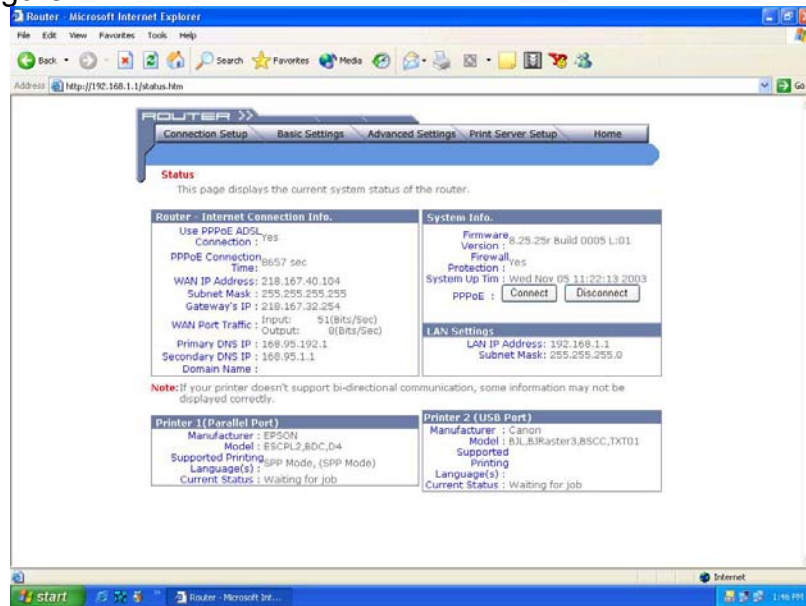 Router - Microsoft Internet Explorer
File Edit View Favorites Tools Help
Back Search Favorites Media
Address http://192.168.1.1/status.htm Go
ROUTER >>
Connection Setup Basic Settings Advanced Settings Print Server Setup Home
Status
This page displays the current system status of the router.
Router - Internet Connection Info.
Use PPPoE ADSL Connection : Yes
PPPoE Connection Time: 8657 sec
WAN IP Address: 218.167.40.104
Subnet Mask : 255.255.255.255
Gateway's IP : 218.167.32.254
WAN Port Traffic : Input: 51(Bits/Sec)
Output: 0(Bits/Sec)
Primary DNS IP : 168.95.192.1
Secondary DNS IP : 168.95.1.1
Domain Name :
System Info.
Firmware Version : 8.25.25r Build 0005 L:01
Firewall Protection : Yes
System Up Tim : Wed Nov 05 11:22:13 2003
PPPoE : Connect Disconnect
LAN Settings
LAN IP Address: 192.168.1.1
Subnet Mask: 255.255.255.0
Note: If your printer doesn't support bi-directional communication, some information may not be
displayed correctly.
Printer 1(Parallel Port)
Manufacturer : EPSON
Model : ESCPL2,BDC,D4
Supported Printing Language(s) : SPP Mode, (SPP Mode)
Current Status : Waiting for job
Printer 2 (USB Port)
Manufacturer : Canon
Model : BJL,BJRaster3,BSCC,TXT01
Supported Printing Language(s) :
Current Status : Waiting for job
Internet
start Router - Microsoft Int... 1:46 PM